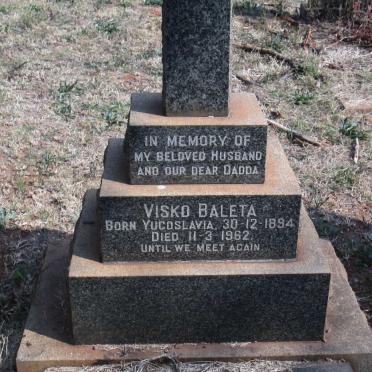 IN MEMORY OF
MY BELOVED HUSBAND
AND OUR DEAR DADDA
VISKO BALETA
BORN YUGOSLAVIA, 30-12-1894
DIED 11-3-1962.
UNTIL WE MEET AGAIN